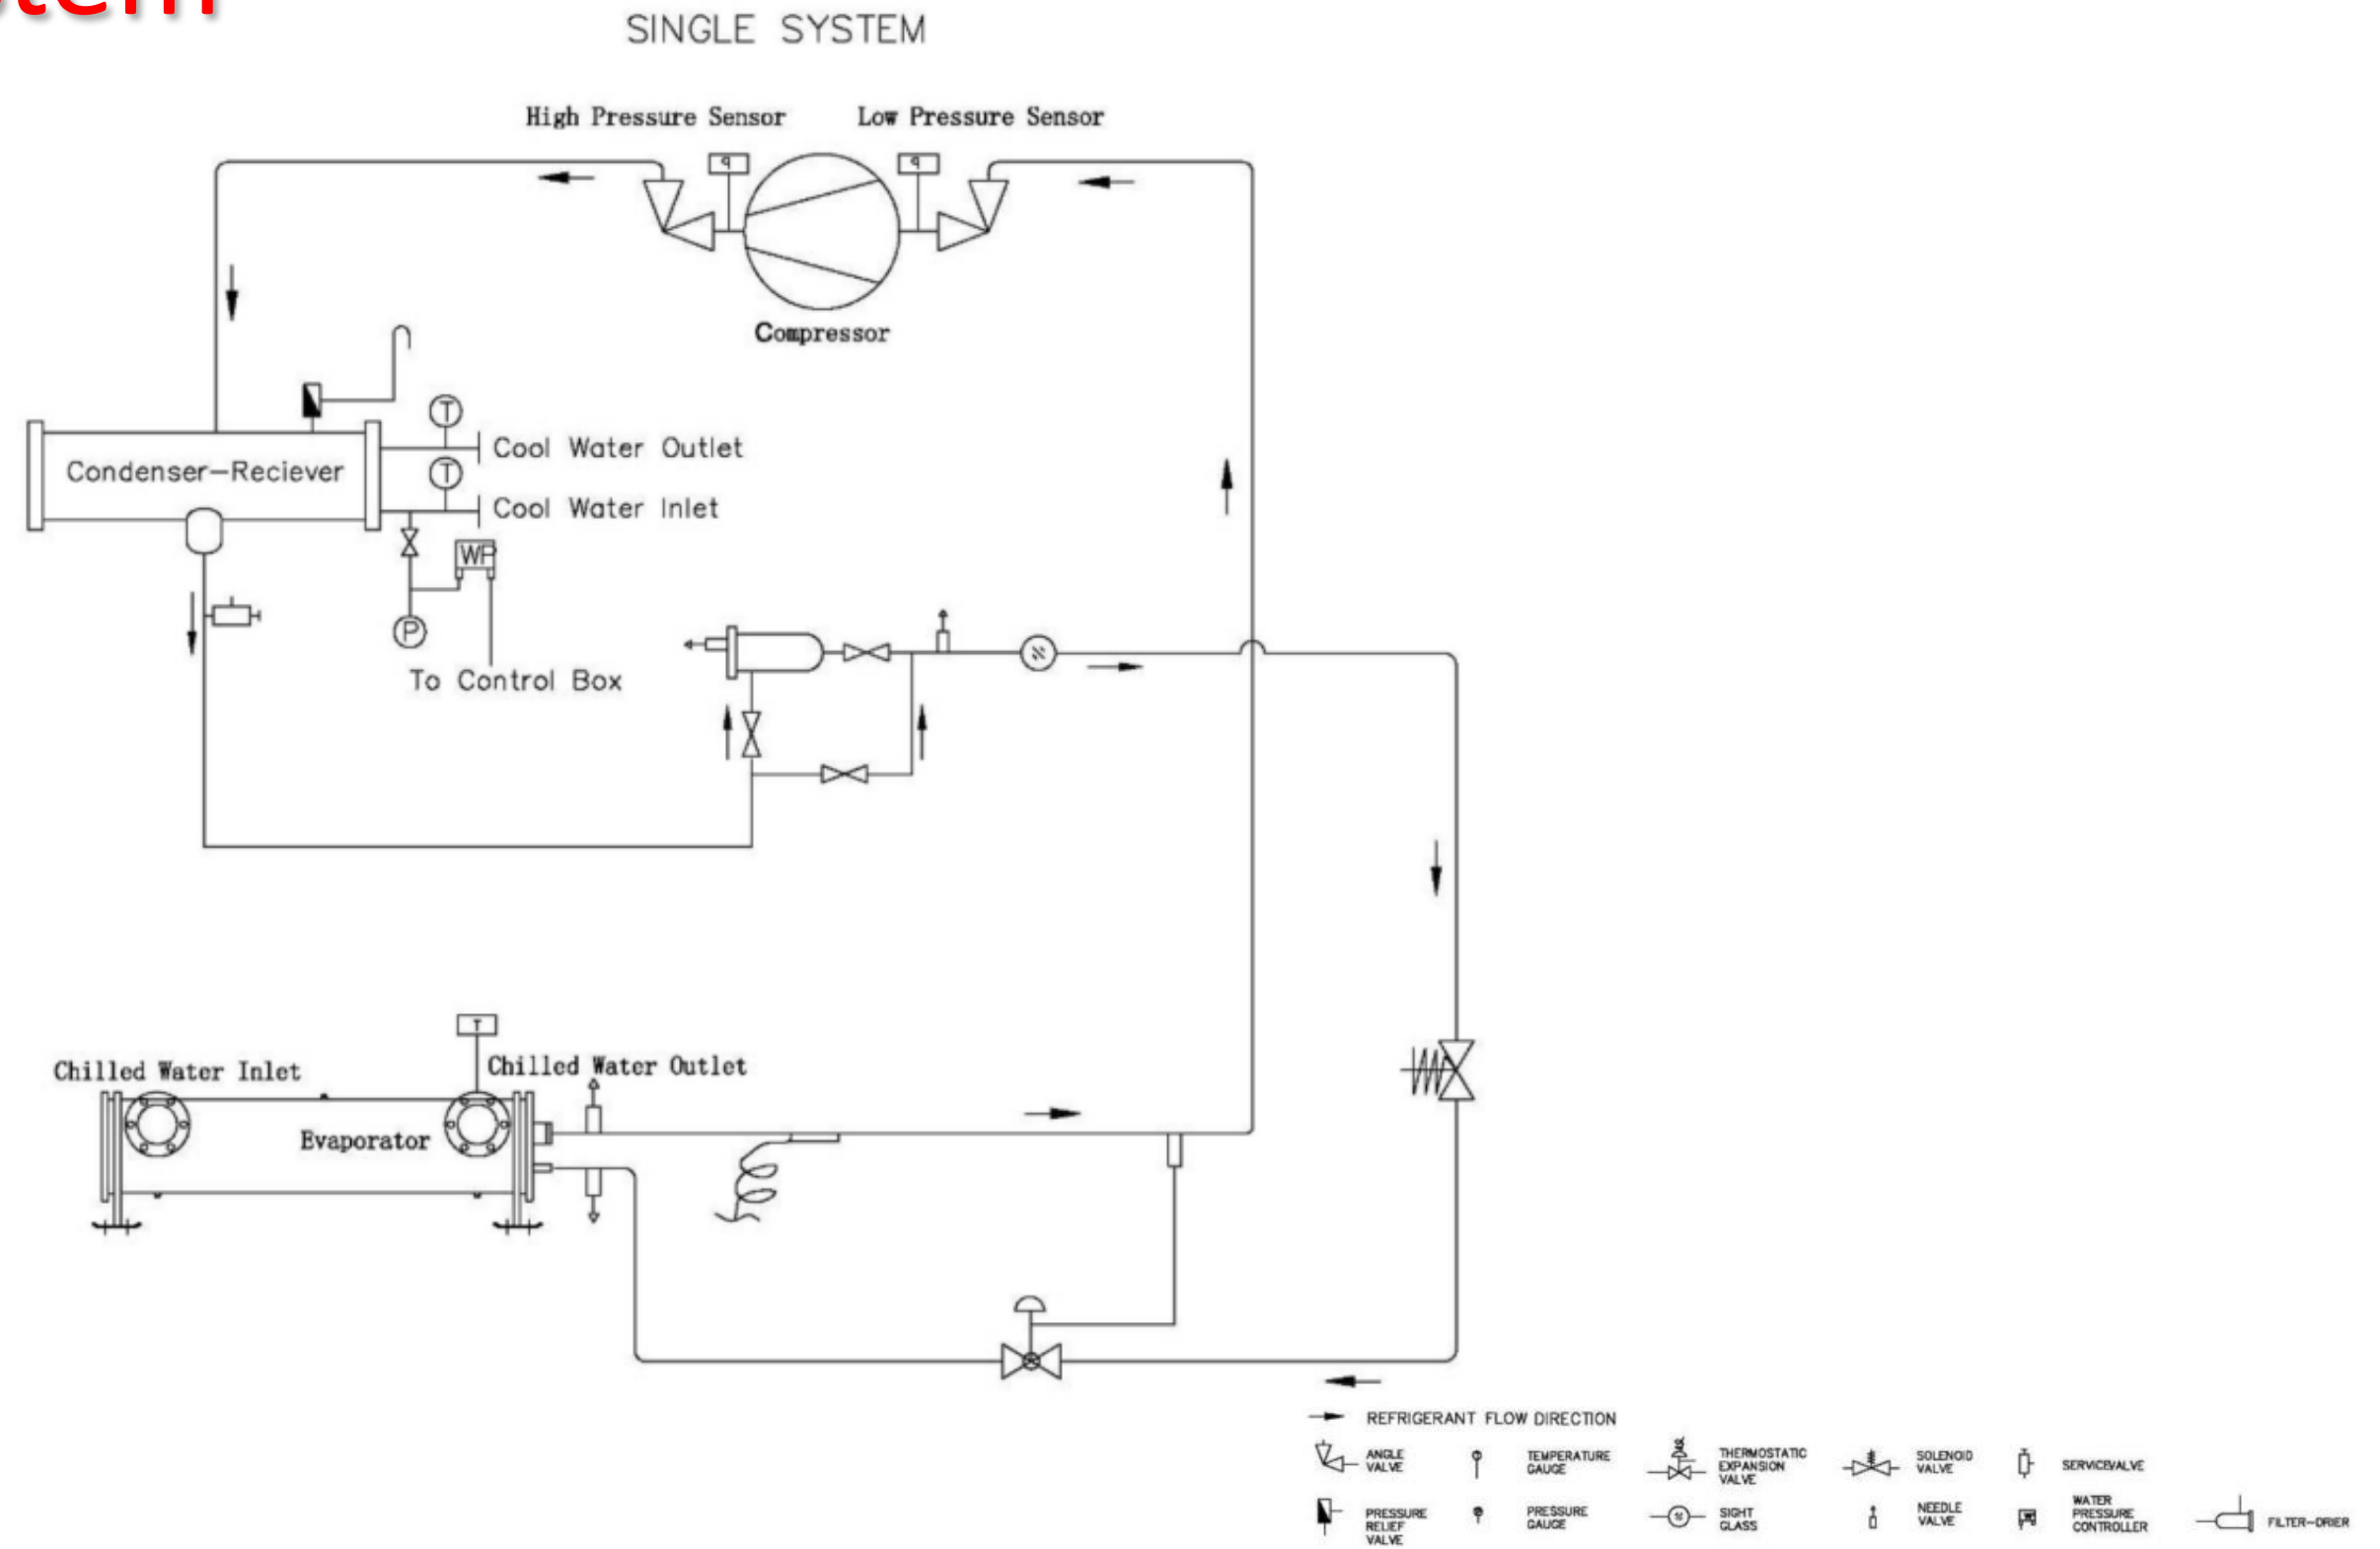 SINGLE SYSTEM
High Pressure Sensor
Low Pressure Sensor
q
q
Compressor
T
Cool Water Outlet
Condenser-Reciever
T
Cool Water Inlet
WP
P
To Control Box
T
Chilled Water Inlet
Chilled Water Outlet
Evaporator
REFRIGERANT FLOW DIRECTION
ANGLE
VALVE
TEMPERATURE
GAUGE
THERMOSTATIC
EXPANSION
VALVE
SOLENOID
VALVE
SERVICEVALVE
PRESSURE
RELIEF
VALVE
PRESSURE
GAUGE
SIGHT
GLASS
NEEDLE
VALVE
WATER
PRESSURE
CONTROLLER
FILTER-DRIER